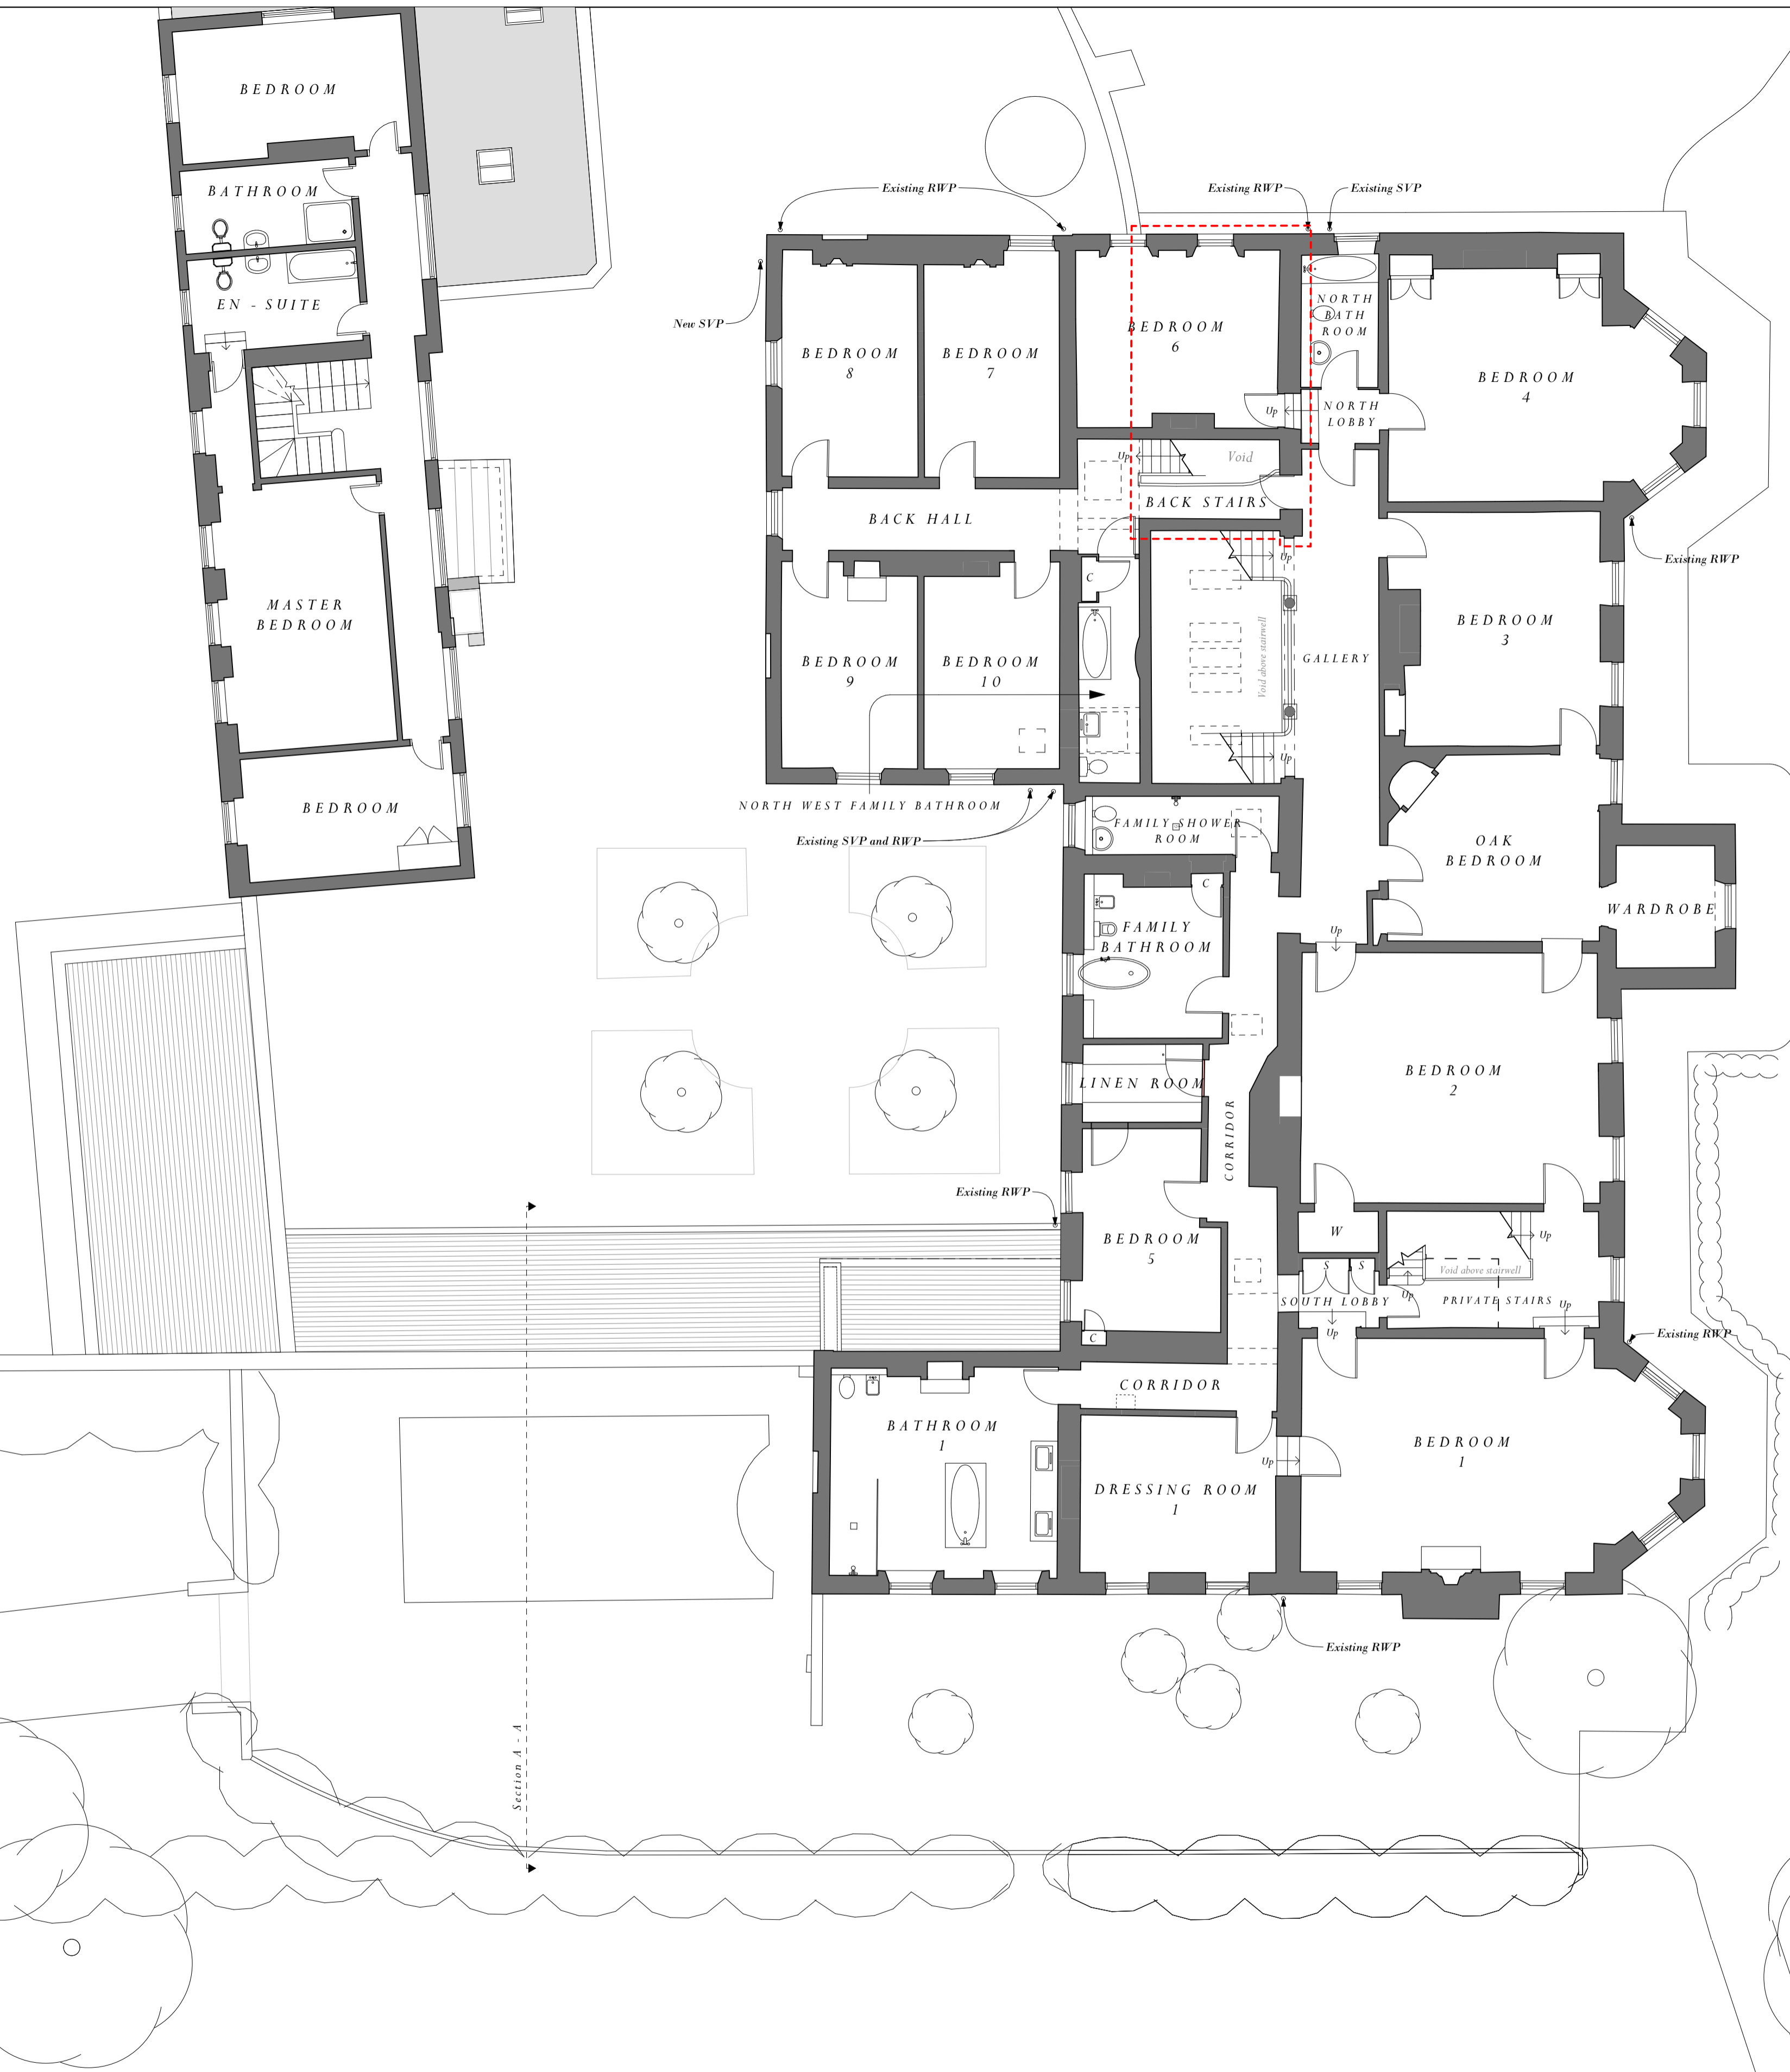 BEDROOM
BATHROOM
EN - SUITE
MASTER
BEDROOM
BEDROOM
Existing RWP
Existing RWP
Existing SVP
New SVP
BEDROOM
8
BEDROOM
7
BEDROOM
6
NORTH
BATH
ROOM
BEDROOM
4
Up
NORTH
LOBBY
Up
Void
BACK STAIRS
BACK HALL
Up
Existing RWP
C
BEDROOM
9
BEDROOM
10
Void above stairwell
GALLERY
BEDROOM
3
Up
NORTH WEST FAMILY BATHROOM
Existing SVP and RWP
FAMILY SHOWER
ROOM
OAK
BEDROOM
C
WARDROBE
FAMILY
BATHROOM
Up
LINEN ROOM
CORRIDOR
BEDROOM
2
Existing RWP
BEDROOM
5
W
Up
S
S
Void above stairwell
SOUTH LOBBY
Up
PRIVATE STAIRS
Up
Up
C
Existing RWP
CORRIDOR
BATHROOM
1
BEDROOM
1
Up
DRESSING ROOM
1
Existing RWP
Section A - A